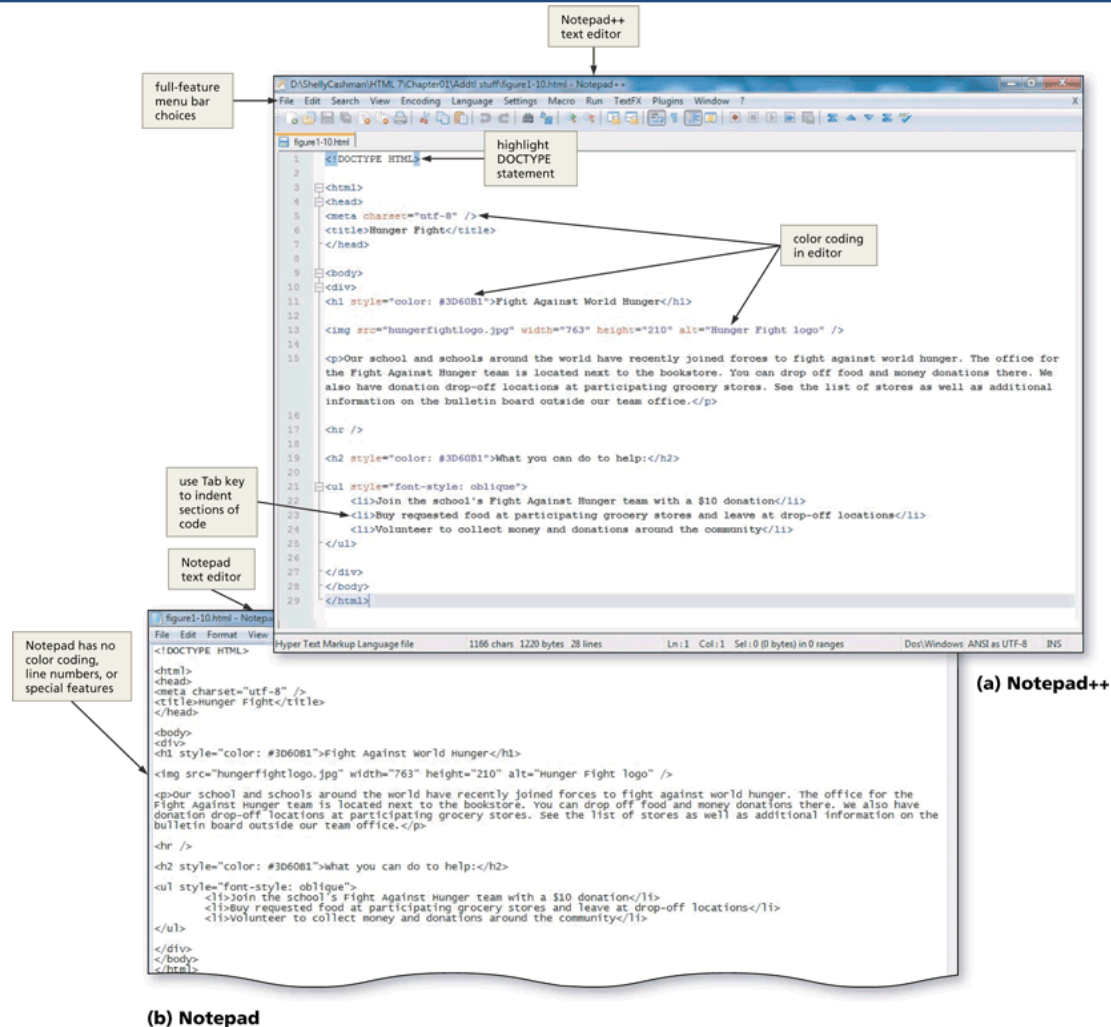 Notepad++
text editor
full-feature
menu bar
choices
D:\ShellyCashman\HTML 7\Chapter01\Addtl stuff\figure1-10.html - Notepad++
File Edit Search View Encoding Language Settings Macro Run TextFX Plugins Window ? X
figure1-10.html
highlight
DOCTYPE
statement
1 <!DOCTYPE HTML>
2
3 <html>
4 <head>
5 <meta charset="utf-8" />
6 <title>Hunger Fight</title>
7 </head>
8
color coding
in editor
9 <body>
10 <div>
11 <h1 style="color: #3D60B1">Fight Against World Hunger</h1>
12
13 <img src="hungerfightlogo.jpg" width="763" height="210" alt="Hunger Fight logo" />
14
15 <p>Our school and schools around the world have recently joined forces to fight against world hunger. The office for
the Fight Against Hunger team is located next to the bookstore. You can drop off food and money donations there. We
also have donation drop-off locations at participating grocery stores. See the list of stores as well as additional
information on the bulletin board outside our team office.</p>
16
17 <hr />
18
19 <h2 style="color: #3D60B1">What you can do to help:</h2>
20
use Tab key
to indent
sections of
code
21 <ul style="font-style: oblique">
22 <li>Join the school's Fight Against Hunger team with a $10 donation</li>
23 <li>Buy requested food at participating grocery stores and leave at drop-off locations</li>
24 <li>Volunteer to collect money and donations around the community</li>
25 </ul>
26
27 </div>
28 </body>
29 </html>
Hyper Text Markup Language file 1166 chars 1220 bytes 28 lines Ln : 1 Col : 1 Sel : 0 (0 bytes) in 0 ranges Dos\Windows ANSI as UTF-8 INS
(a) Notepad++
Notepad
text editor
Notepad has no
color coding,
line numbers, or
special features
figure1-10.html - Notepa
File Edit Format View
<!DOCTYPE HTML>
<html>
<head>
<meta charset="utf-8" />
<title>Hunger Fight</title>
</head>
<body>
<div>
<h1 style="color: #3D60B1">Fight Against World Hunger</h1>
<img src="hungerfightlogo.jpg" width="763" height="210" alt="Hunger Fight logo" />
<p>Our school and schools around the world have recently joined forces to fight against world hunger. The office for the
Fight Against Hunger team is located next to the bookstore. You can drop off food and money donations there. We also have
donation drop-off locations at participating grocery stores. See the list of stores as well as additional information on the
bulletin board outside our team office.</p>
<hr />
<h2 style="color: #3D60B1">What you can do to help:</h2>
<ul style="font-style: oblique">
<li>Join the school's Fight Against Hunger team with a $10 donation</li>
<li>Buy requested food at participating grocery stores and leave at drop-off locations</li>
<li>Volunteer to collect money and donations around the community</li>
</ul>
</div>
</body>
</html>
(b) Notepad